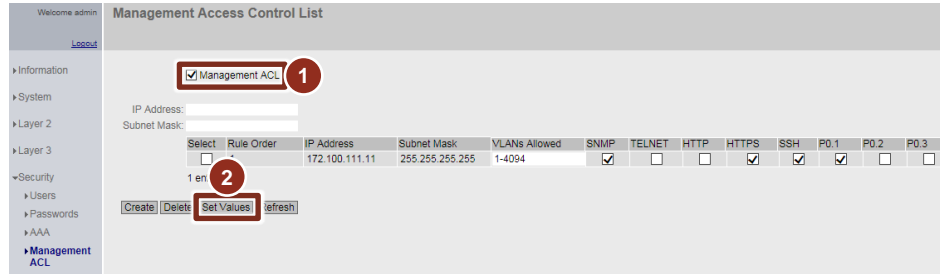 Welcome admin
Management Access Control List
Logout
Information
System
Layer 2
Layer 3
Security
Users
Passwords
AAA
Management
ACL
Management ACL
1
IP Address:
Subnet Mask:
Select Rule Order IP Address Subnet Mask VLANs Allowed SNMP TELNET HTTP HTTPS SSH P0.1 P0.2 P0.3
172.100.111.11 255.255.255.255 1-4094
1
2
Create Delete Set Values Refresh